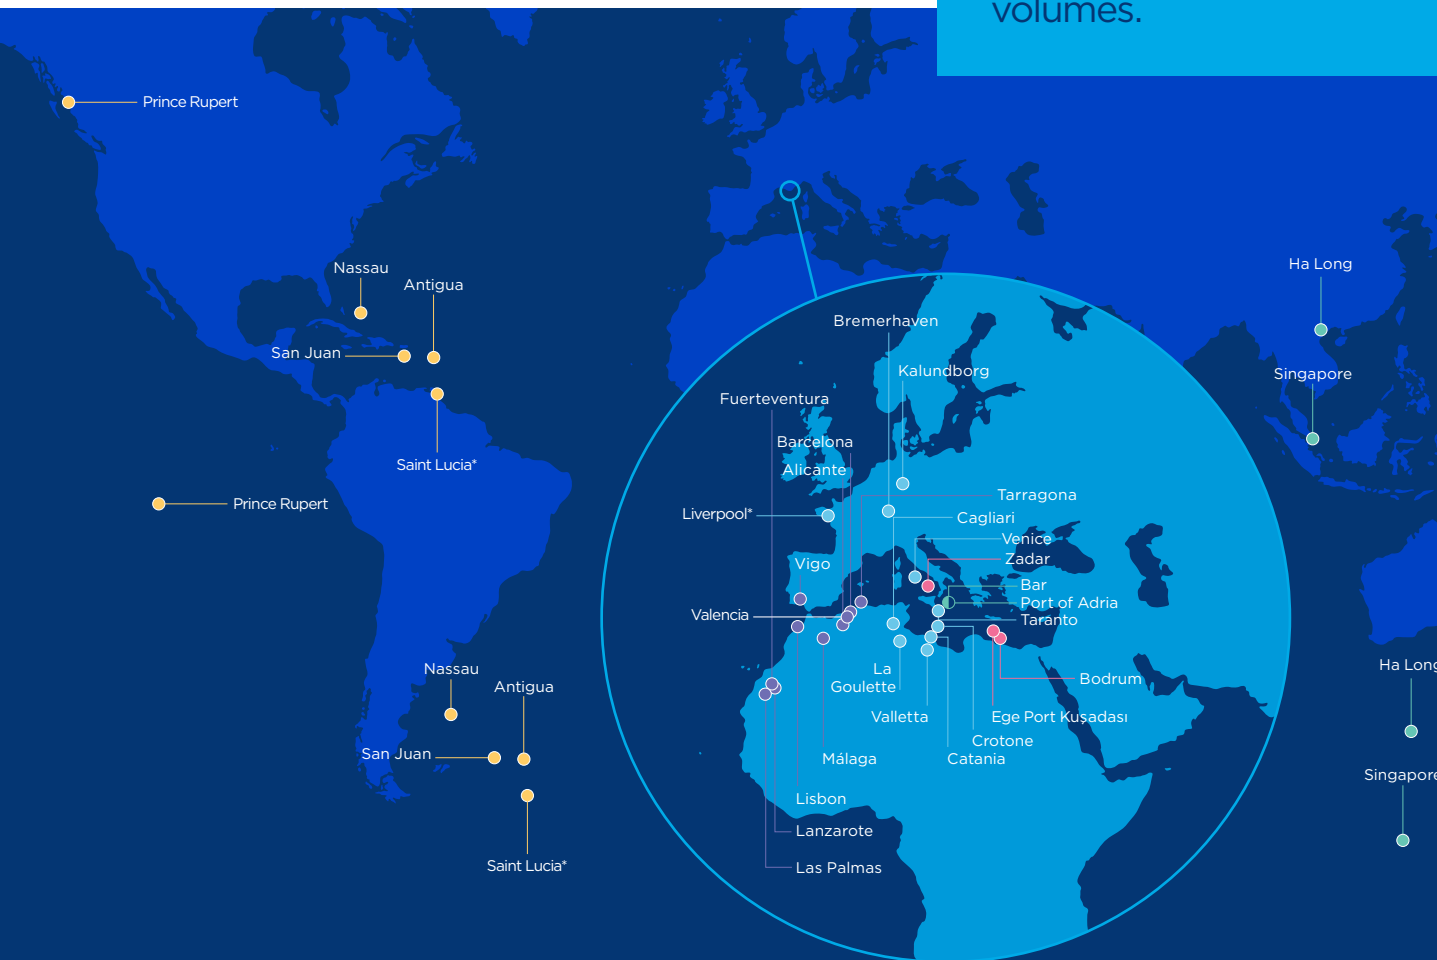 volumes.
Prince Rupert
Nassau
Antigua
San Juan
Saint Lucia*
Prince Rupert
Nassau
Antigua
San Juan
Saint Lucia*
Bremerhaven
Kalundborg
Fuerteventura
Barcelona
Alicante
Tarragona
Liverpool*
Cagliari
Venice
Zadar
Vigo
Bar
Port of Adria
Valencia
Taranto
La
Goulette
Bodrum
Valletta
Ege Port Kuşadası
Crotone
Málaga
Catania
Lisbon
Lanzarote
Las Palmas
Ha Long
Singapore
Ha Long
Singapore